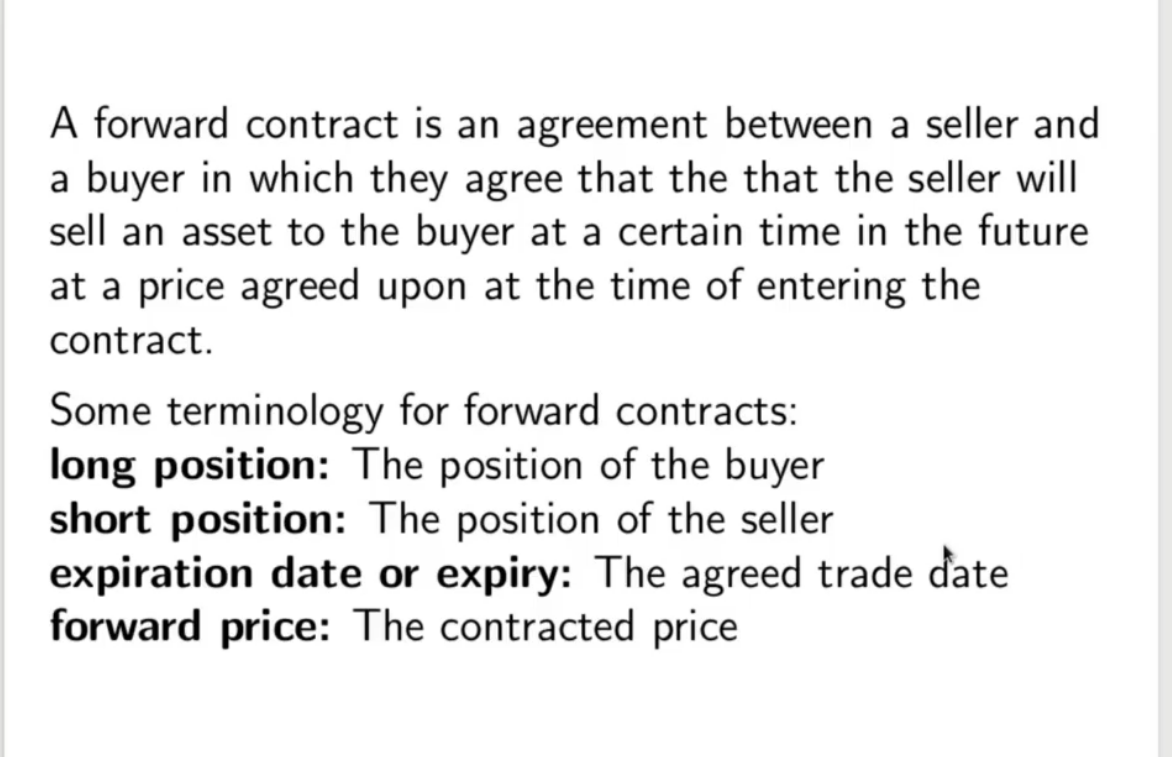 A forward contract is an agreement between a seller and
a buyer in which they agree that the that the seller will
sell an asset to the buyer at a certain time in the future
at a price agreed upon at the time of entering the
contract.
Some terminology for forward contracts:
long position: The position of the buyer
short position: The position of the seller
expiration date or expiry: The agreed trade date
forward price: The contracted price